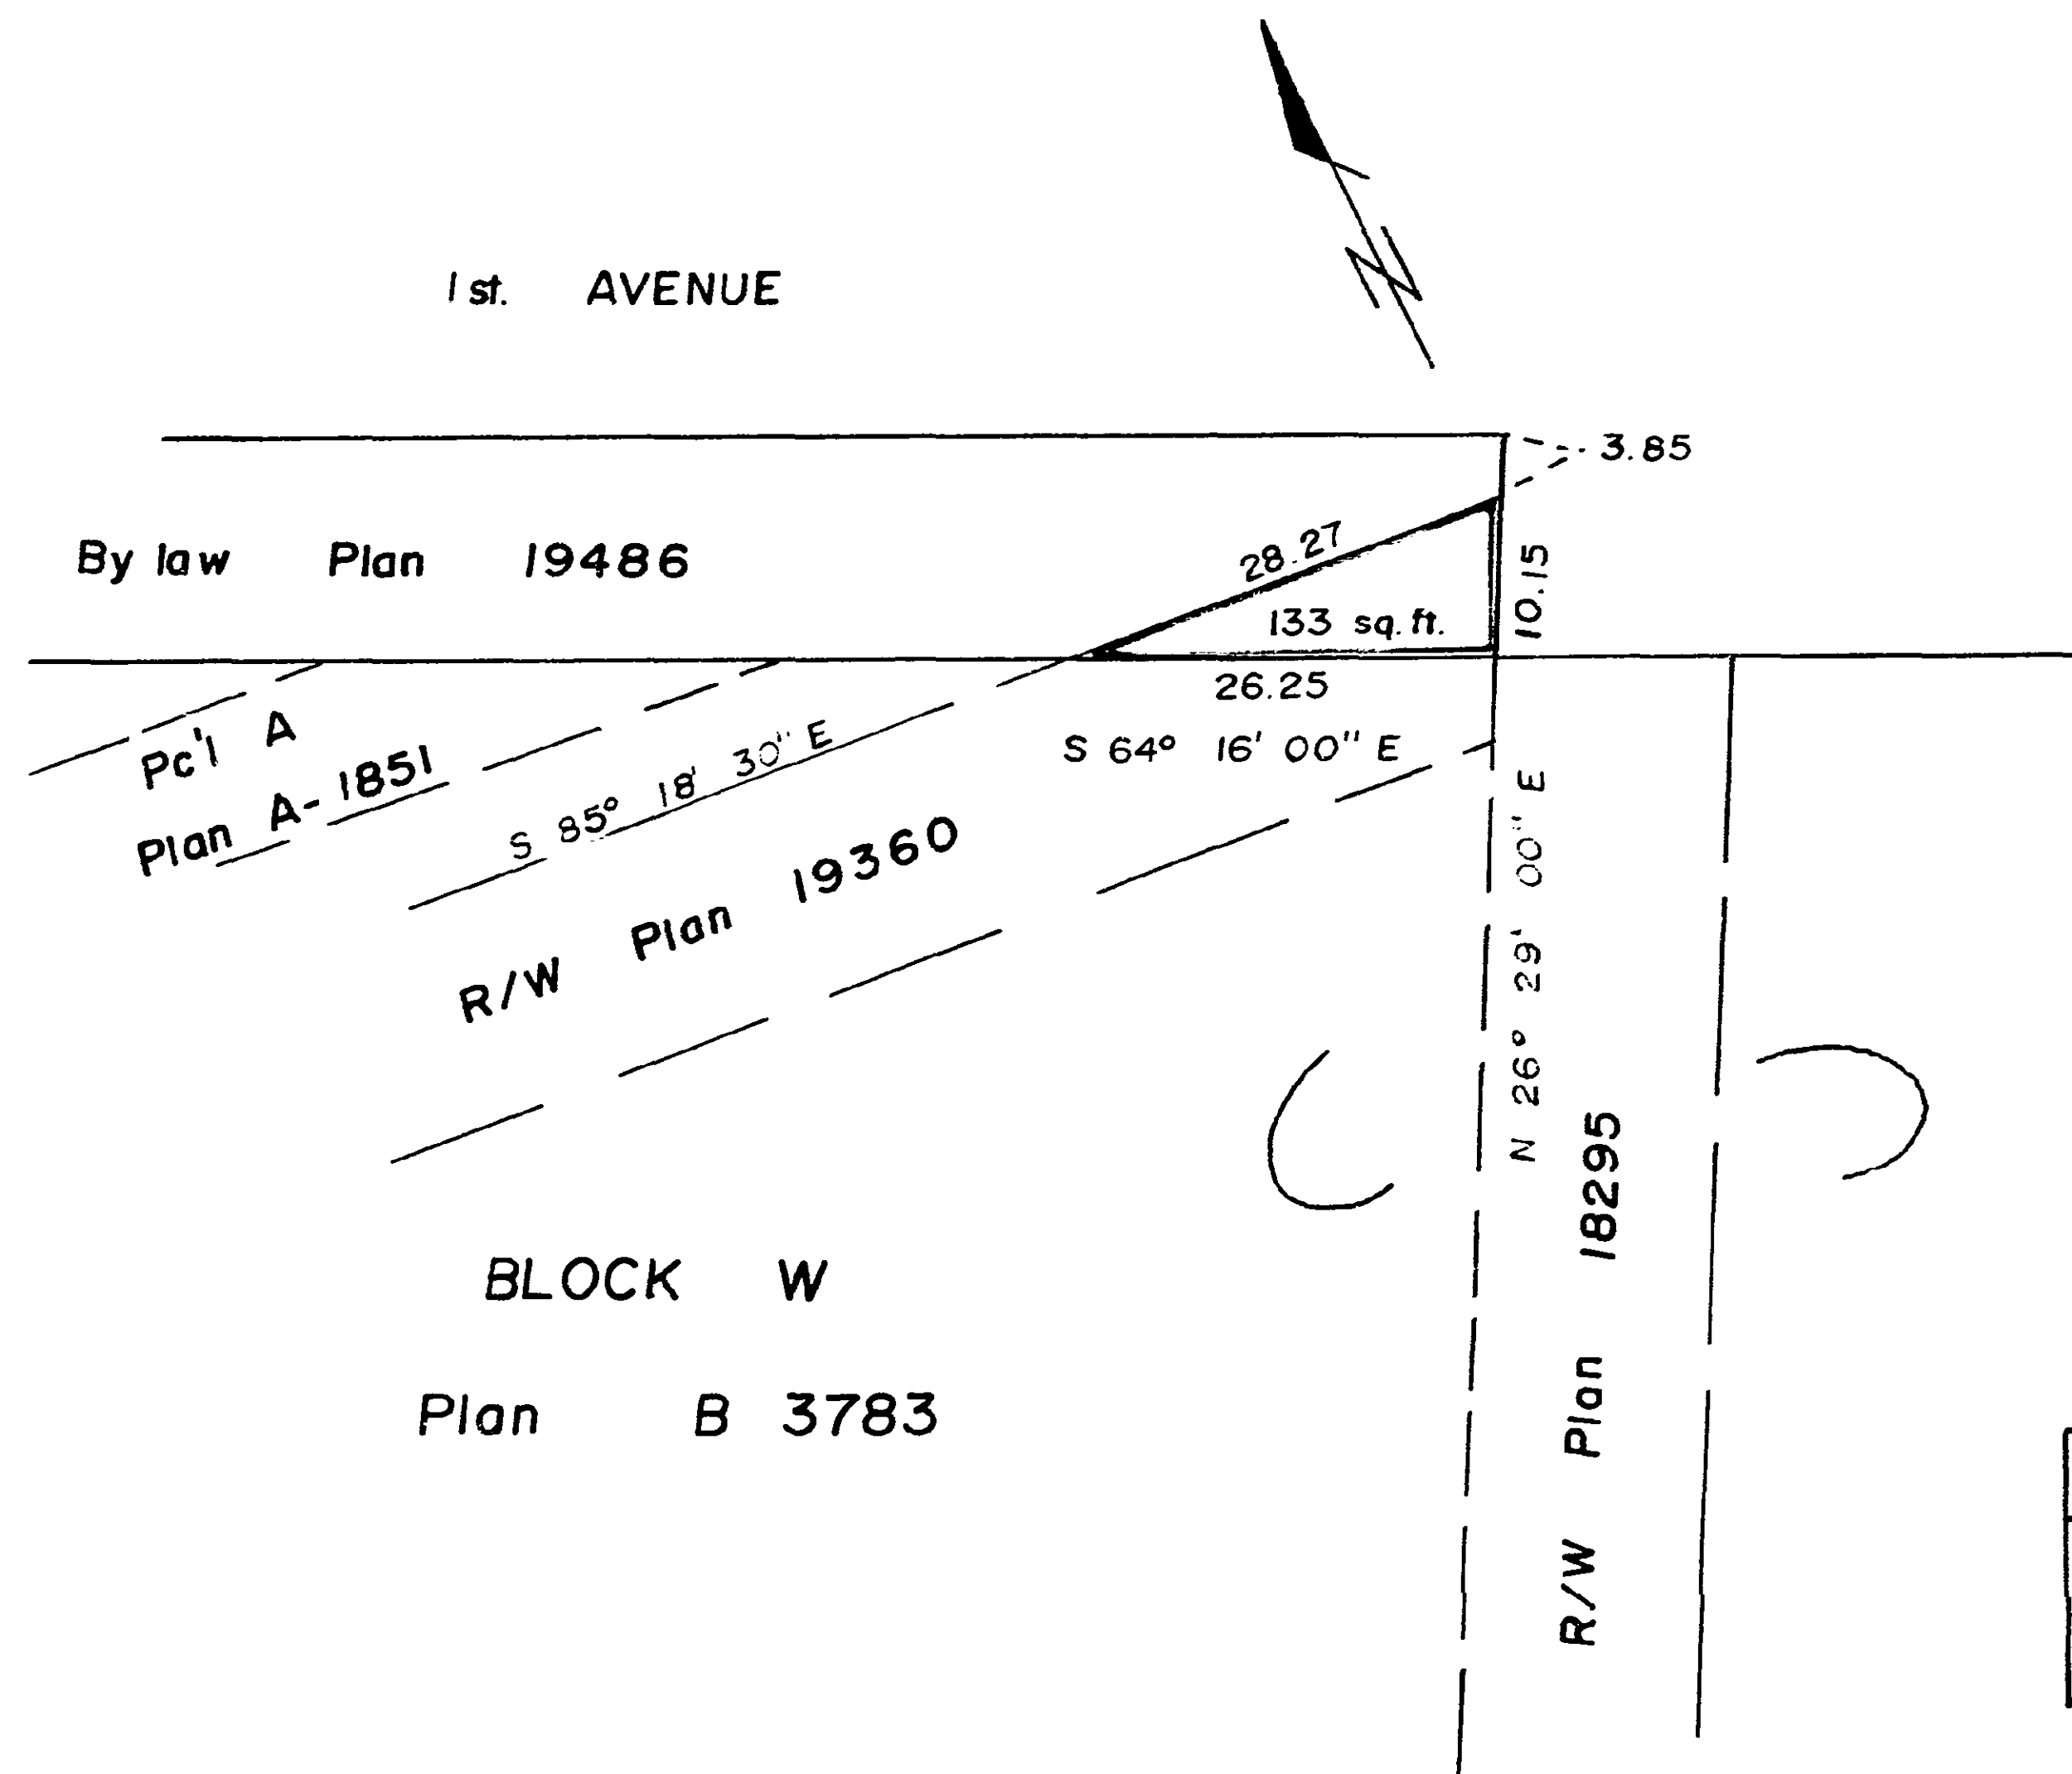 N
1st. AVENUE
3.85
By law Plan 19486
28.27
10.15
133 sq. ft.
26.25
S 64° 16' 00" E
Pc'l A
Plan A-1851
S 85° 18' 30" E
R/W Plan 19360
N 26° 29' 00" E
R/W Plan 18295
BLOCK W
Plan B 3783